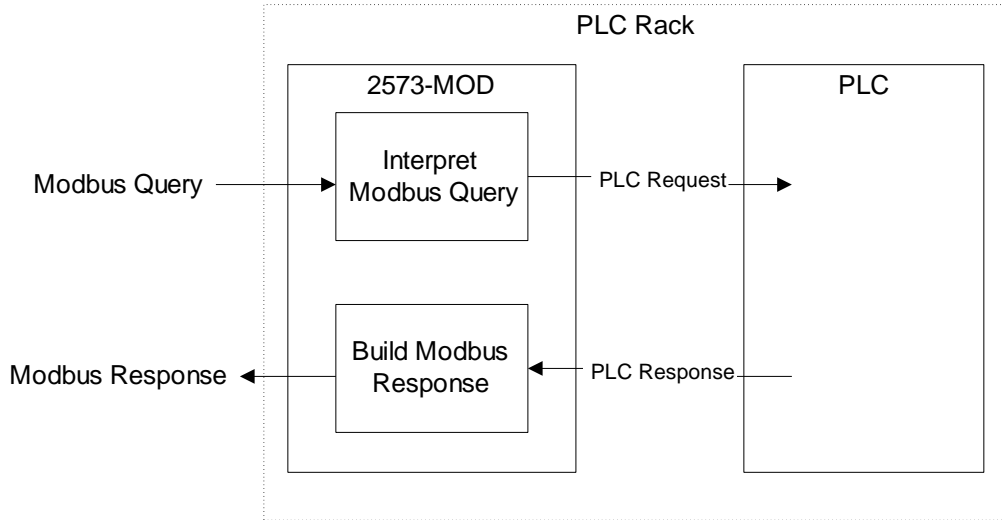 PLC Rack
2573-MOD
PLC
Interpret
Modbus Query
Modbus Query
PLC Request
Build Modbus
Response
Modbus Response
PLC Response